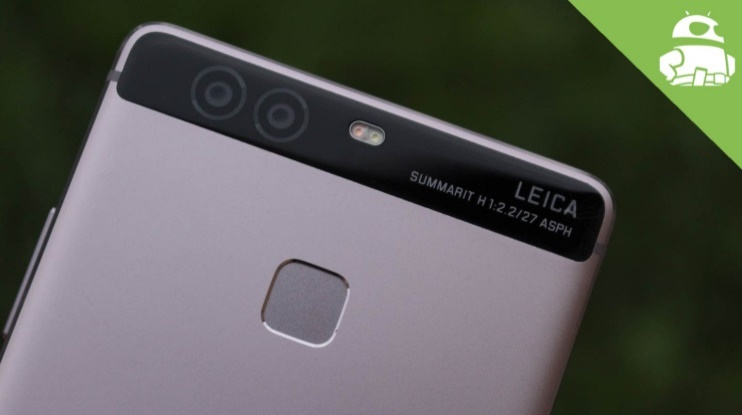 LEICA
SUMMARIT H 1:2.2/27 ASPH